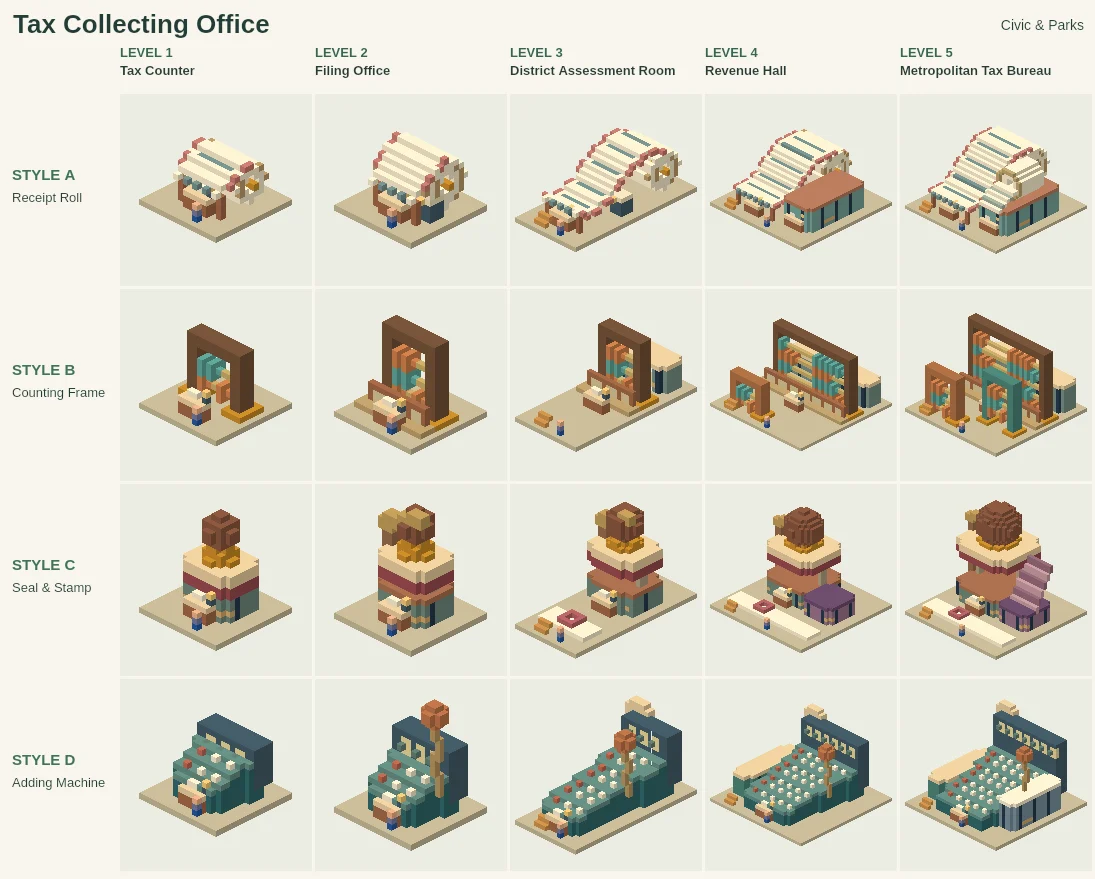 Tax Collecting Office
Civic & Parks
LEVEL 1
Tax Counter
LEVEL 2
Filing Office
LEVEL 3
District Assessment Room
LEVEL 4
Revenue Hall
LEVEL 5
Metropolitan Tax Bureau
STYLE A
Receipt Roll
STYLE B
Counting Frame
STYLE C
Seal & Stamp
STYLE D
Adding Machine